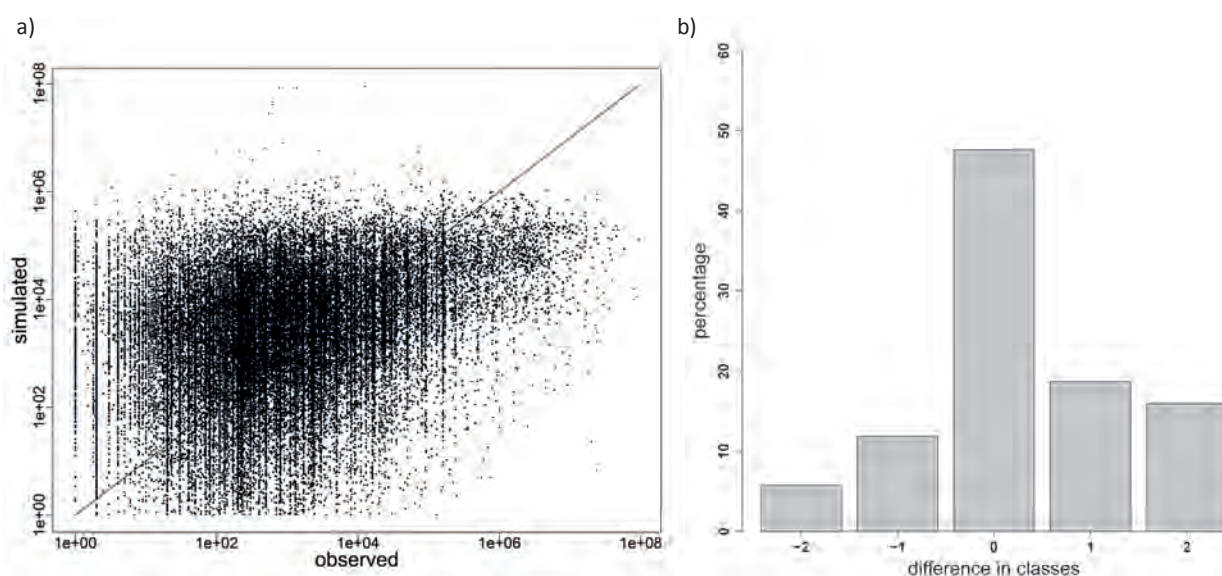 a)
simulated
1e+08
1e+06
1e+04
1e+02
1e+00
1e+00 1e+02 1e+04 1e+06 1e+08
observed
b)
percentage
60
50
40
30
20
10
0
−2 −1 0 1 2
difference in classes